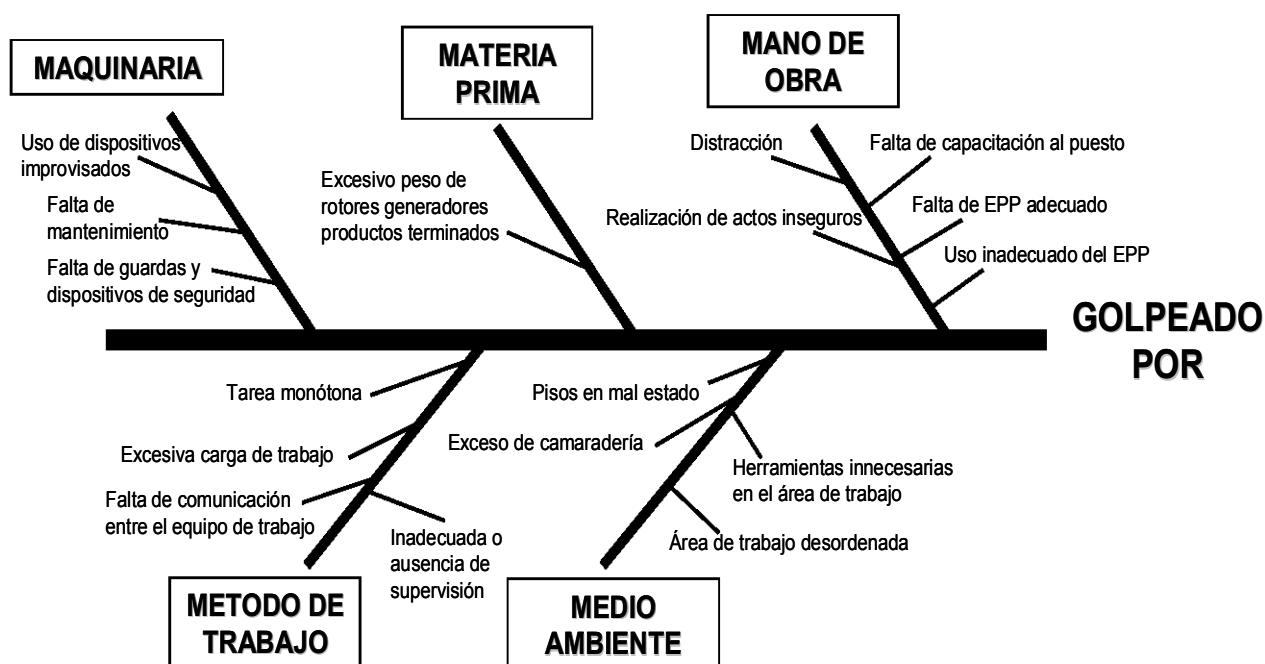 MAQUINARIA
MATERIA
PRIMA
MANO DE
OBRA
Uso de dispositivos
improvisados
Falta de
mantenimiento
Falta de guardas y
dispositivos de seguridad
Excesivo peso de
rotores generadores
productos terminados
Distracción
Falta de capacitación al puesto
Realización de actos inseguros
Falta de EPP adecuado
Uso inadecuado del EPP
GOLPEADO
POR
Tarea monótona
Excesiva carga de trabajo
Falta de comunicación
entre el equipo de trabajo
Inadecuada o
ausencia de
supervisión
Pisos en mal estado
Exceso de camaradería
Herramientas innecesarias
en el área de trabajo
Área de trabajo desordenada
METODO DE
TRABAJO
MEDIO
AMBIENTE